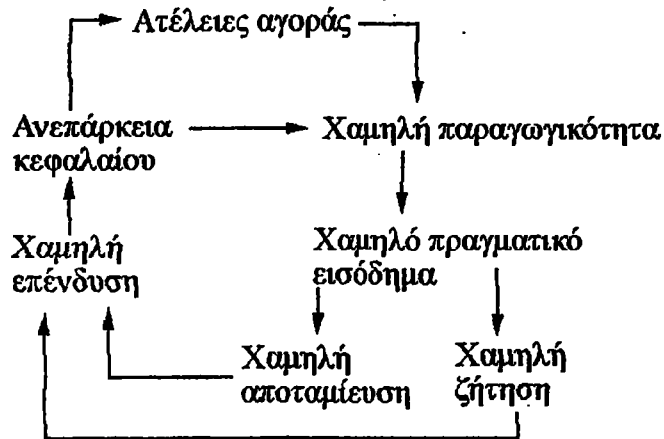 Ατέλειες αγοράς
Ανεπάρκεια
κεφαλαίου
Χαμηλή παραγωγικότητα
Χαμηλή
επένδυση
Χαμηλό πραγματικό
εισόδημα
Χαμηλή
αποταμίευση
Χαμηλή
ζήτηση